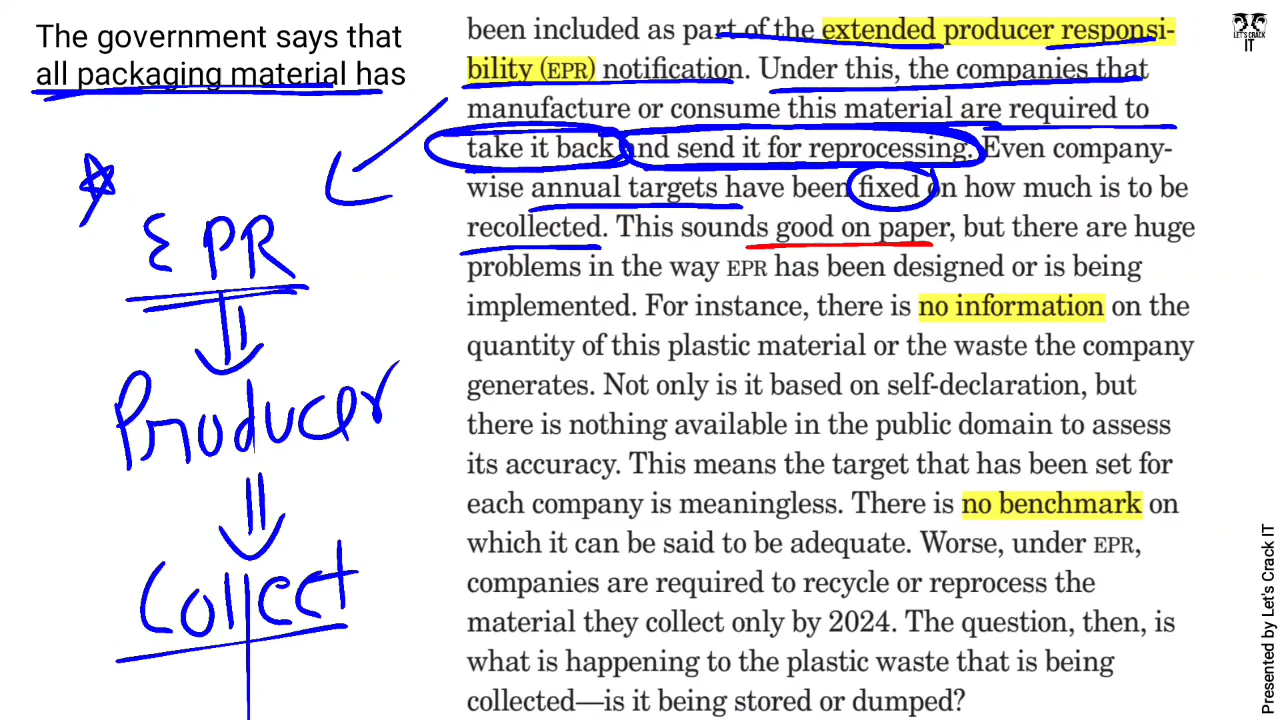 The government says that
all packaging material has
been included as part of the extended producer responsi-
bility (EPR) notification. Under this, the companies that
manufacture or consume this material are required to
take it back and send it for reprocessing. Even company-
wise annual targets have been fixed on how much is to be
recollected. This sounds good on paper, but there are huge
problems in the way EPR has been designed or is being
implemented. For instance, there is no information on the
quantity of this plastic material or the waste the company
generates. Not only is it based on self-declaration, but
there is nothing available in the public domain to assess
its accuracy. This means the target that has been set for
each company is meaningless. There is no benchmark on
which it can be said to be adequate. Worse, under EPR,
companies are required to recycle or reprocess the
material they collect only by 2024. The question, then, is
what is happening to the plastic waste that is being
collected—is it being stored or dumped?
EPR
Producer
Collect
LET'S CRACK
IT
Presented by Let's Crack IT